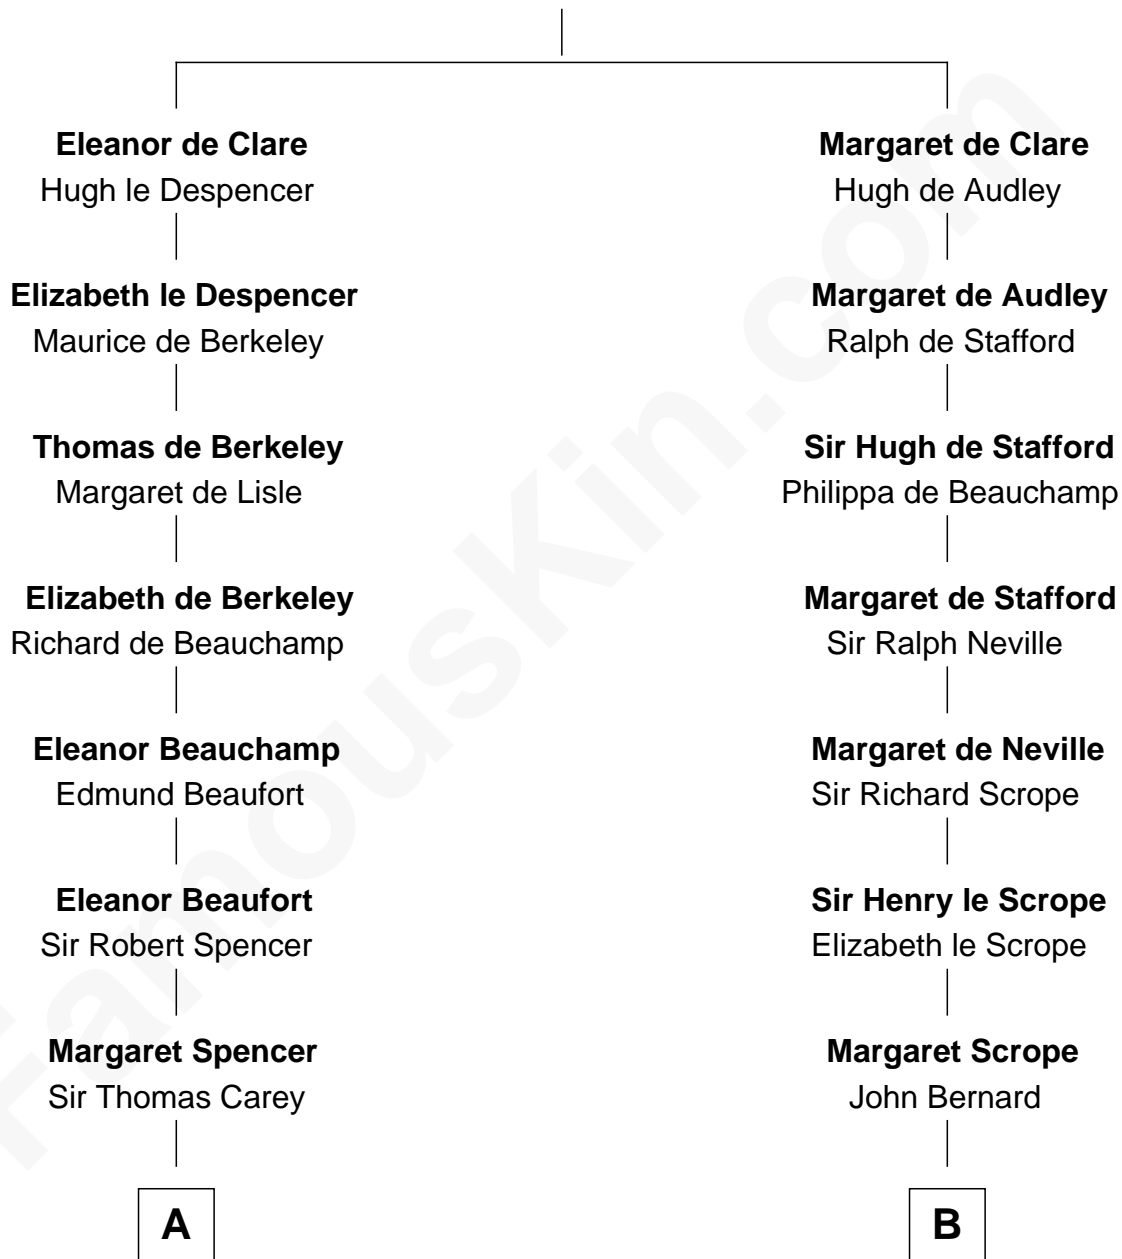 Eleanor de Clare
Hugh le Despencer
Elizabeth le Despencer
Maurice de Berkeley
Thomas de Berkeley
Margaret de Lisle
Elizabeth de Berkeley
Richard de Beauchamp
Eleanor Beauchamp
Edmund Beaufort
Eleanor Beaufort
Sir Robert Spencer
Margaret Spencer
Sir Thomas Carey
A
Margaret de Clare
Hugh de Audley
Margaret de Audley
Ralph de Stafford
Sir Hugh de Stafford
Philippa de Beauchamp
Margaret de Stafford
Sir Ralph Neville
Margaret de Neville
Sir Richard Scrope
Sir Henry le Scrope
Elizabeth le Scrope
Margaret Scrope
John Bernard
B
FamousKin.com